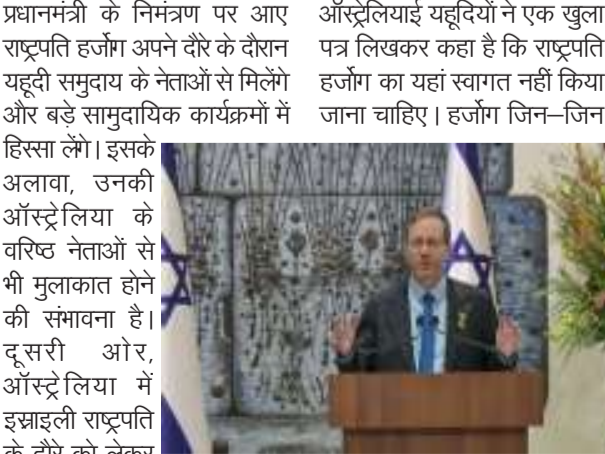 प्रधानमंत्री के निमंत्रण पर आए
राष्ट्रपति हर्जोग अपने दौरे के दौरान
यहूदी समुदाय के नेताओं से मिलेंगे
और बड़े सामुदायिक कार्यक्रमों में
हिस्सा लेंगे। इसके
अलावा, उनकी
ऑस्ट्रेलिया के
वरिष्ठ नेताओं से
भी मुलाकात होने
की संभावना है।
दूसरी ओर,
ऑस्ट्रेलिया में
इस्राइली राष्ट्रपति
के दौरे को लेकर
ऑस्ट्रेलियाई यहूदियों ने एक खुला
पत्र लिखकर कहा है कि राष्ट्रपति
हर्जोग का यहां स्वागत नहीं किया
जाना चाहिए। हर्जोग जिन–जिन